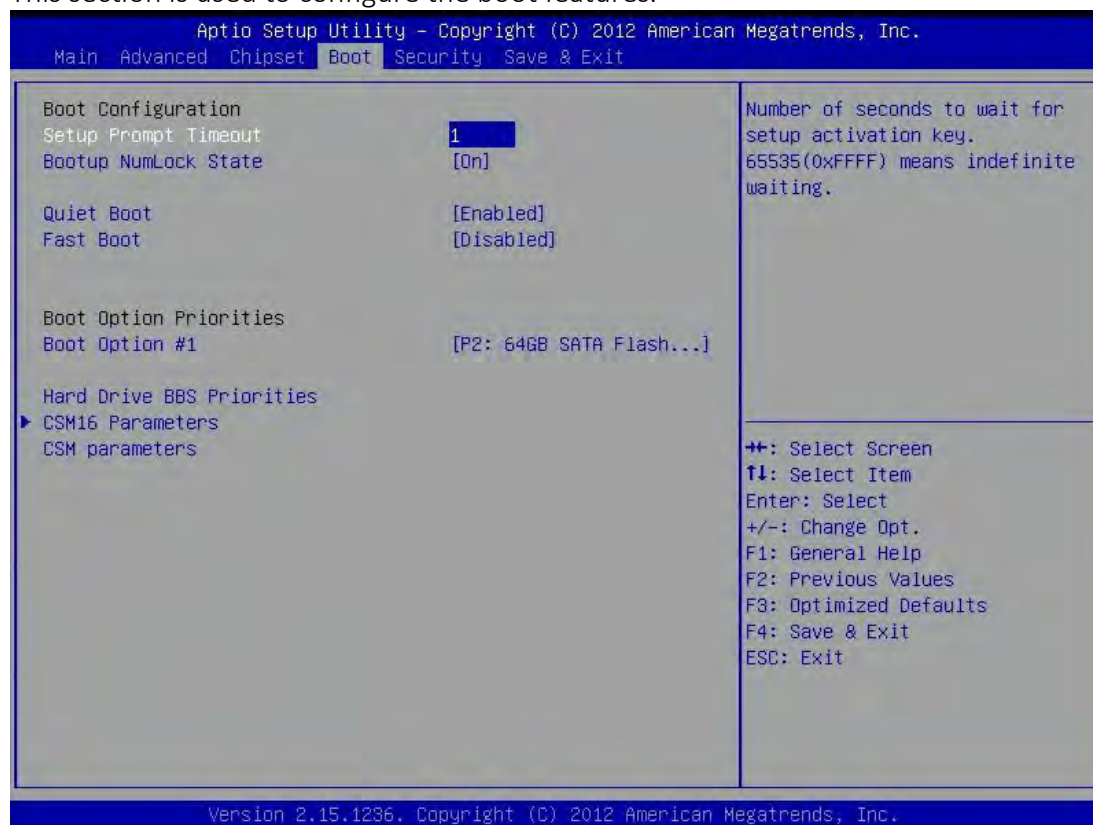 This section is used to configure the boot features.
Aptio Setup Utility – Copyright (C) 2012 American Megatrends, Inc.
Main Advanced Chipset Boot Security Save & Exit
Boot Configuration
Setup Prompt Timeout 1
Bootup NumLock State [On]
Quiet Boot [Enabled]
Fast Boot [Disabled]
Boot Option Priorities
Boot Option #1 [P2: 64GB SATA Flash...]
Hard Drive BBS Priorities
CSM16 Parameters
CSM parameters
Number of seconds to wait for
setup activation key.
65535(0xFFFF) means indefinite
waiting.
→←: Select Screen
↑↓: Select Item
Enter: Select
+/-: Change Opt.
F1: General Help
F2: Previous Values
F3: Optimized Defaults
F4: Save & Exit
ESC: Exit
Version 2.15.1236. Copyright (C) 2012 American Megatrends, Inc.